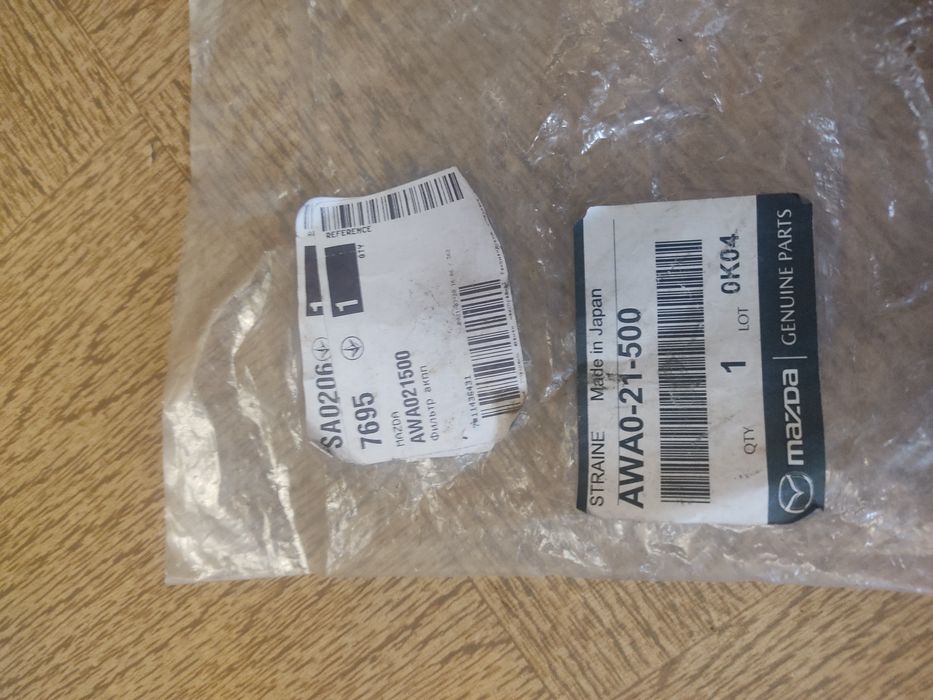 SA0206
1
7695
1
QTY
REFERENCE
MAZDA
AWA021500
Фильтр акпп
STRAINE Made in Japan
AWA0-21-500
QTY 1 LOT 0K04
mazda GENUINE PARTS